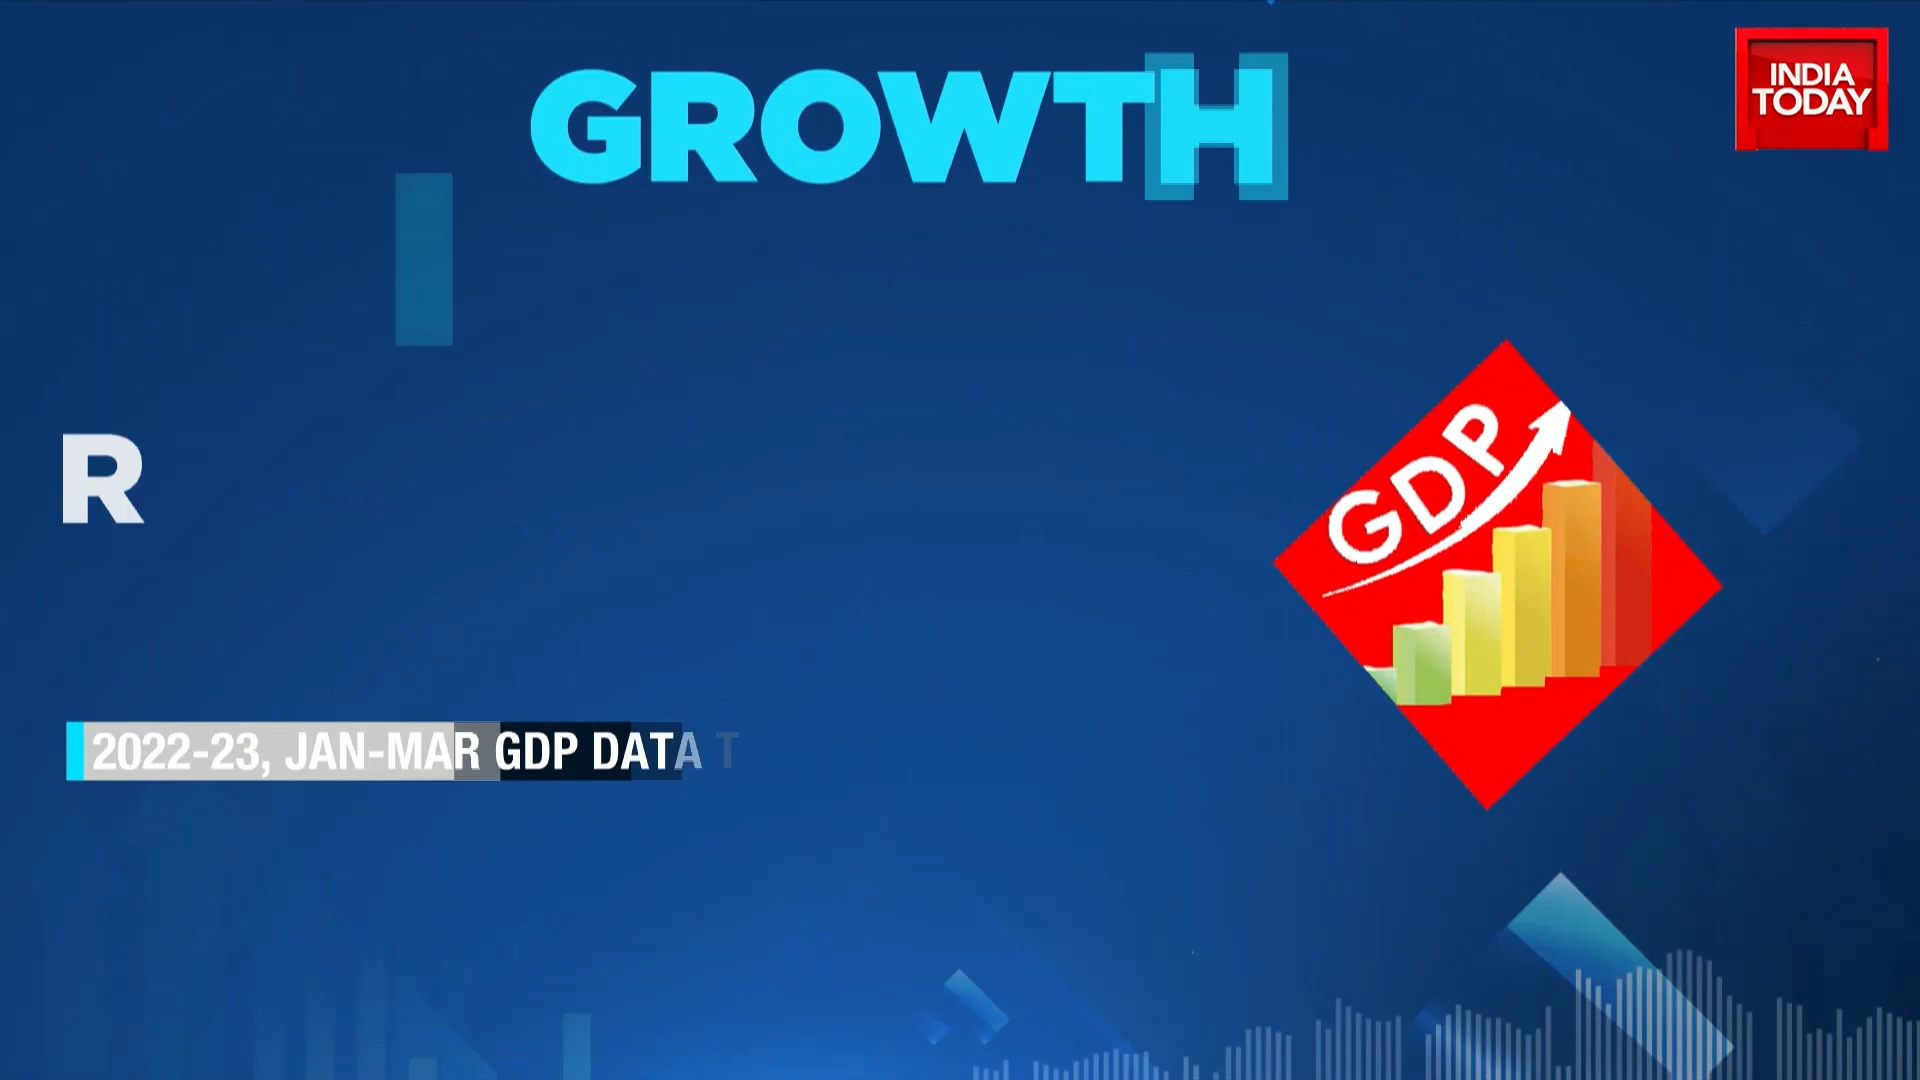 GROWTH
INDIA
TODAY
GDP
R
2022-23, JAN-MAR GDP DATA T